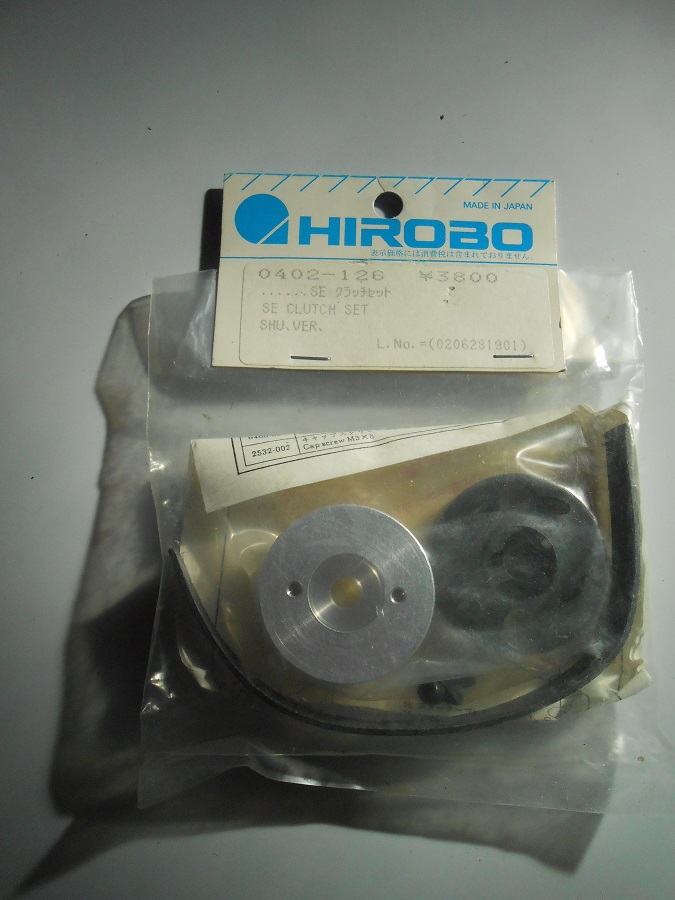 MADE IN JAPAN
HIROBO
表示価格には消費税は含まれておりません。
0402-126 ¥3800
......SE クラッチセット
SE CLUTCH SET
SHU.VER.
L.No.=(0206281901)
2532-002 Cap screw M3×